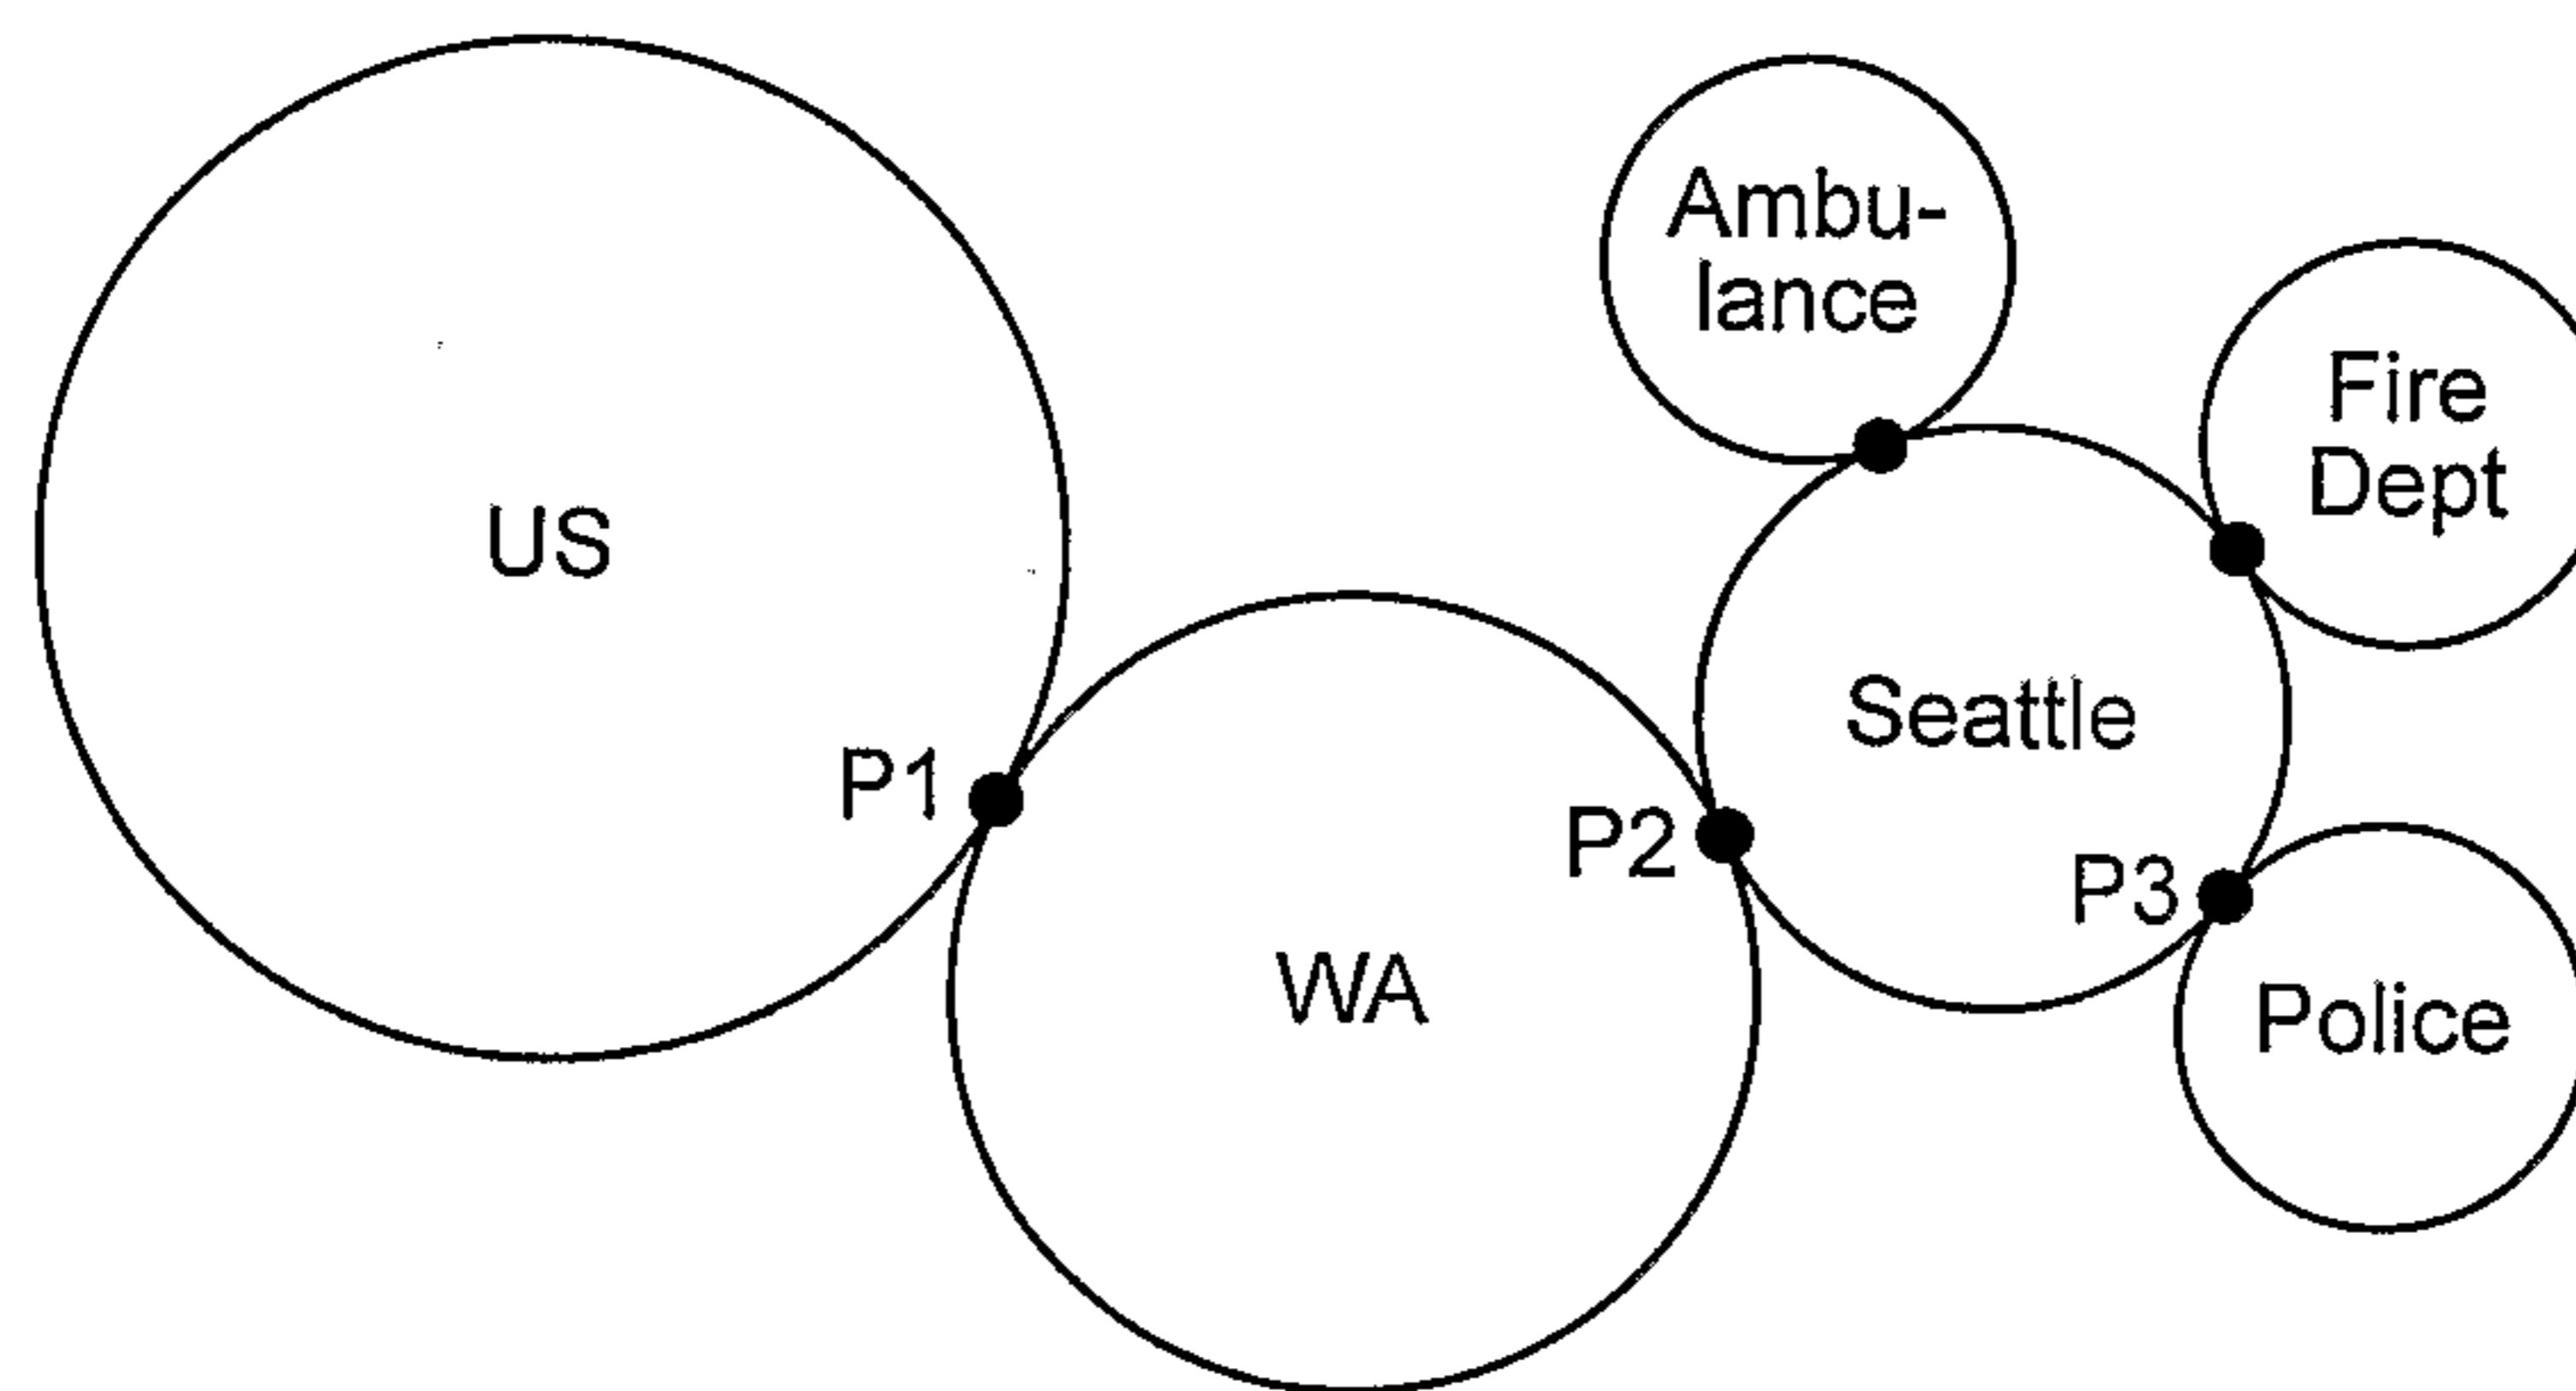 US
P1
WA
P2
Ambu-
lance
Fire
Dept
Seattle
P3
Police